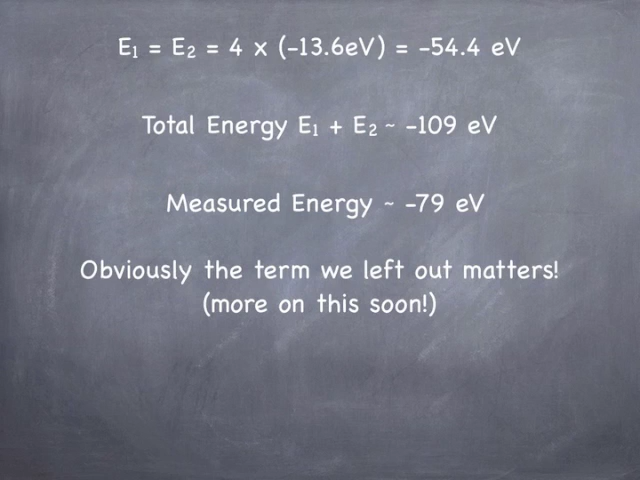 E₁ = E₂ = 4 x (-13.6eV) = -54.4 eV
Total Energy E₁ + E₂ ~ -109 eV
Measured Energy ~ -79 eV
Obviously the term we left out matters!
(more on this soon!)